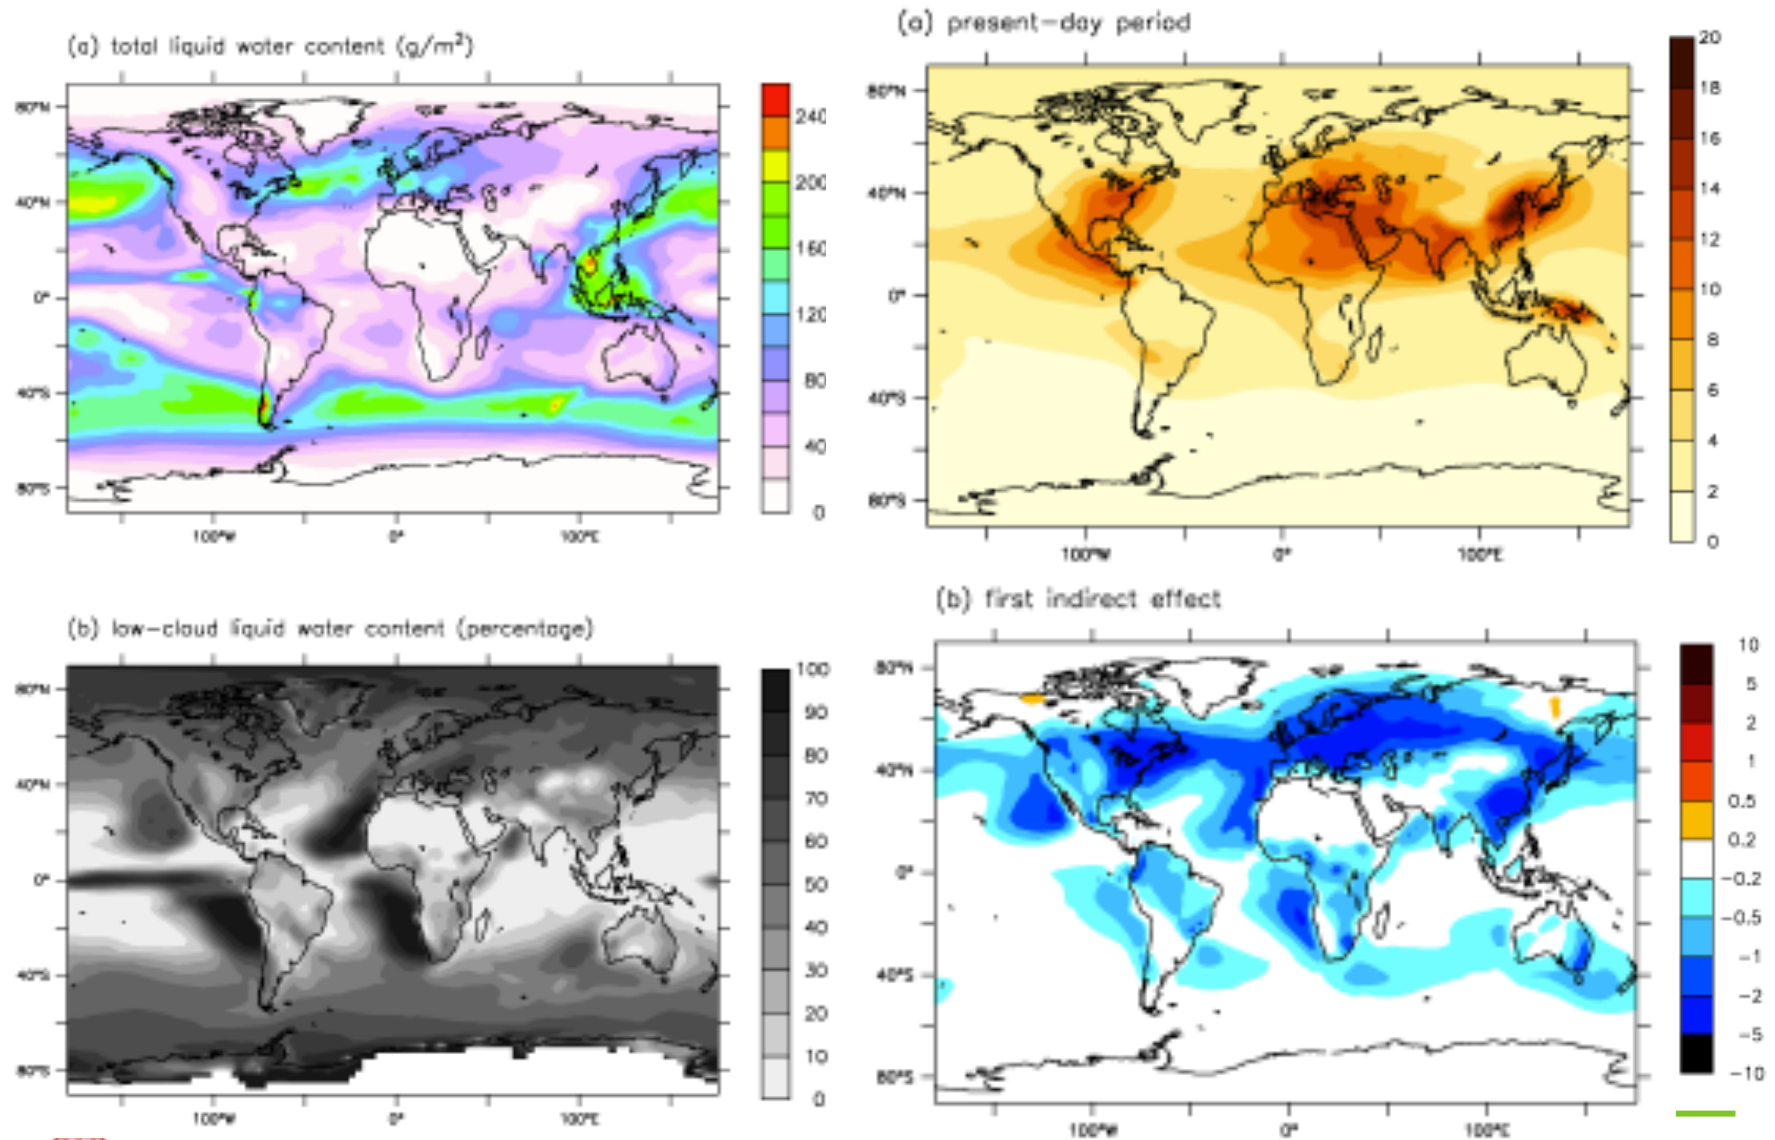 (a) total liquid water content (g/m²)
80°N
40°N
0°
40°S
80°S
100°W 0° 100°E
240
200
160
120
80
40
0
(a) present-day period
80°N
40°N
0°
40°S
80°S
100°W 0° 100°E
20
18
16
14
12
10
8
6
4
2
0
(b) low-cloud liquid water content (percentage)
80°N
40°N
0°
40°S
80°S
100°W 0° 100°E
100
90
80
70
60
50
40
30
20
10
0
(b) first indirect effect
80°N
40°N
0°
40°S
80°S
100°W 0° 100°E
10
5
2
1
0.5
0.2
-0.2
-0.5
-1
-2
-5
-10